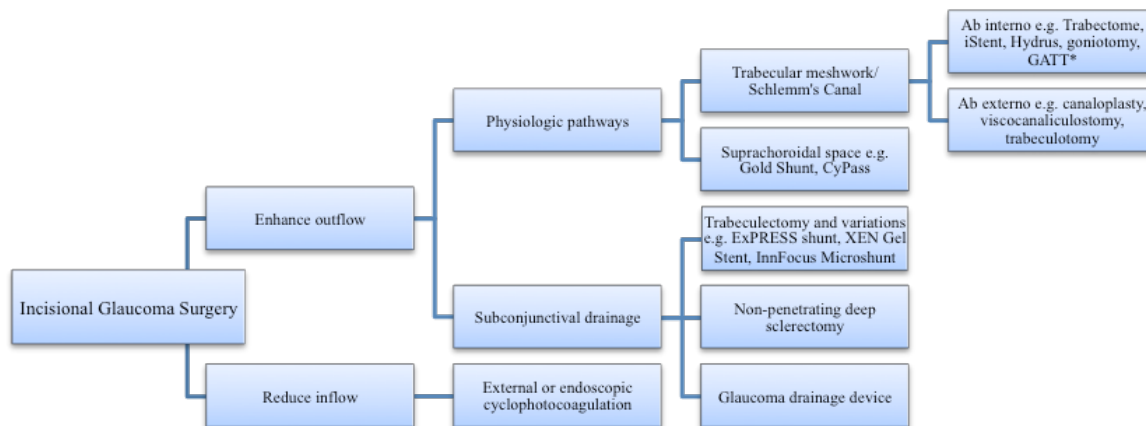 Incisional Glaucoma Surgery
Enhance outflow
Reduce inflow
Physiologic pathways
Subconjunctival drainage
External or endoscopic
cyclophotocoagulation
Trabecular meshwork/
Schlemm's Canal
Suprachoroidal space e.g.
Gold Shunt, CyPass
Trabeculectomy and variations
e.g. ExPRESS shunt, XEN Gel
Stent, InnFocus Microshunt
Non-penetrating deep
sclerectomy
Glaucoma drainage device
Ab interno e.g. Trabectome,
iStent, Hydrus, goniotomy,
GATT*
Ab externo e.g. canaloplasty,
viscocanaliculostomy,
trabeculotomy